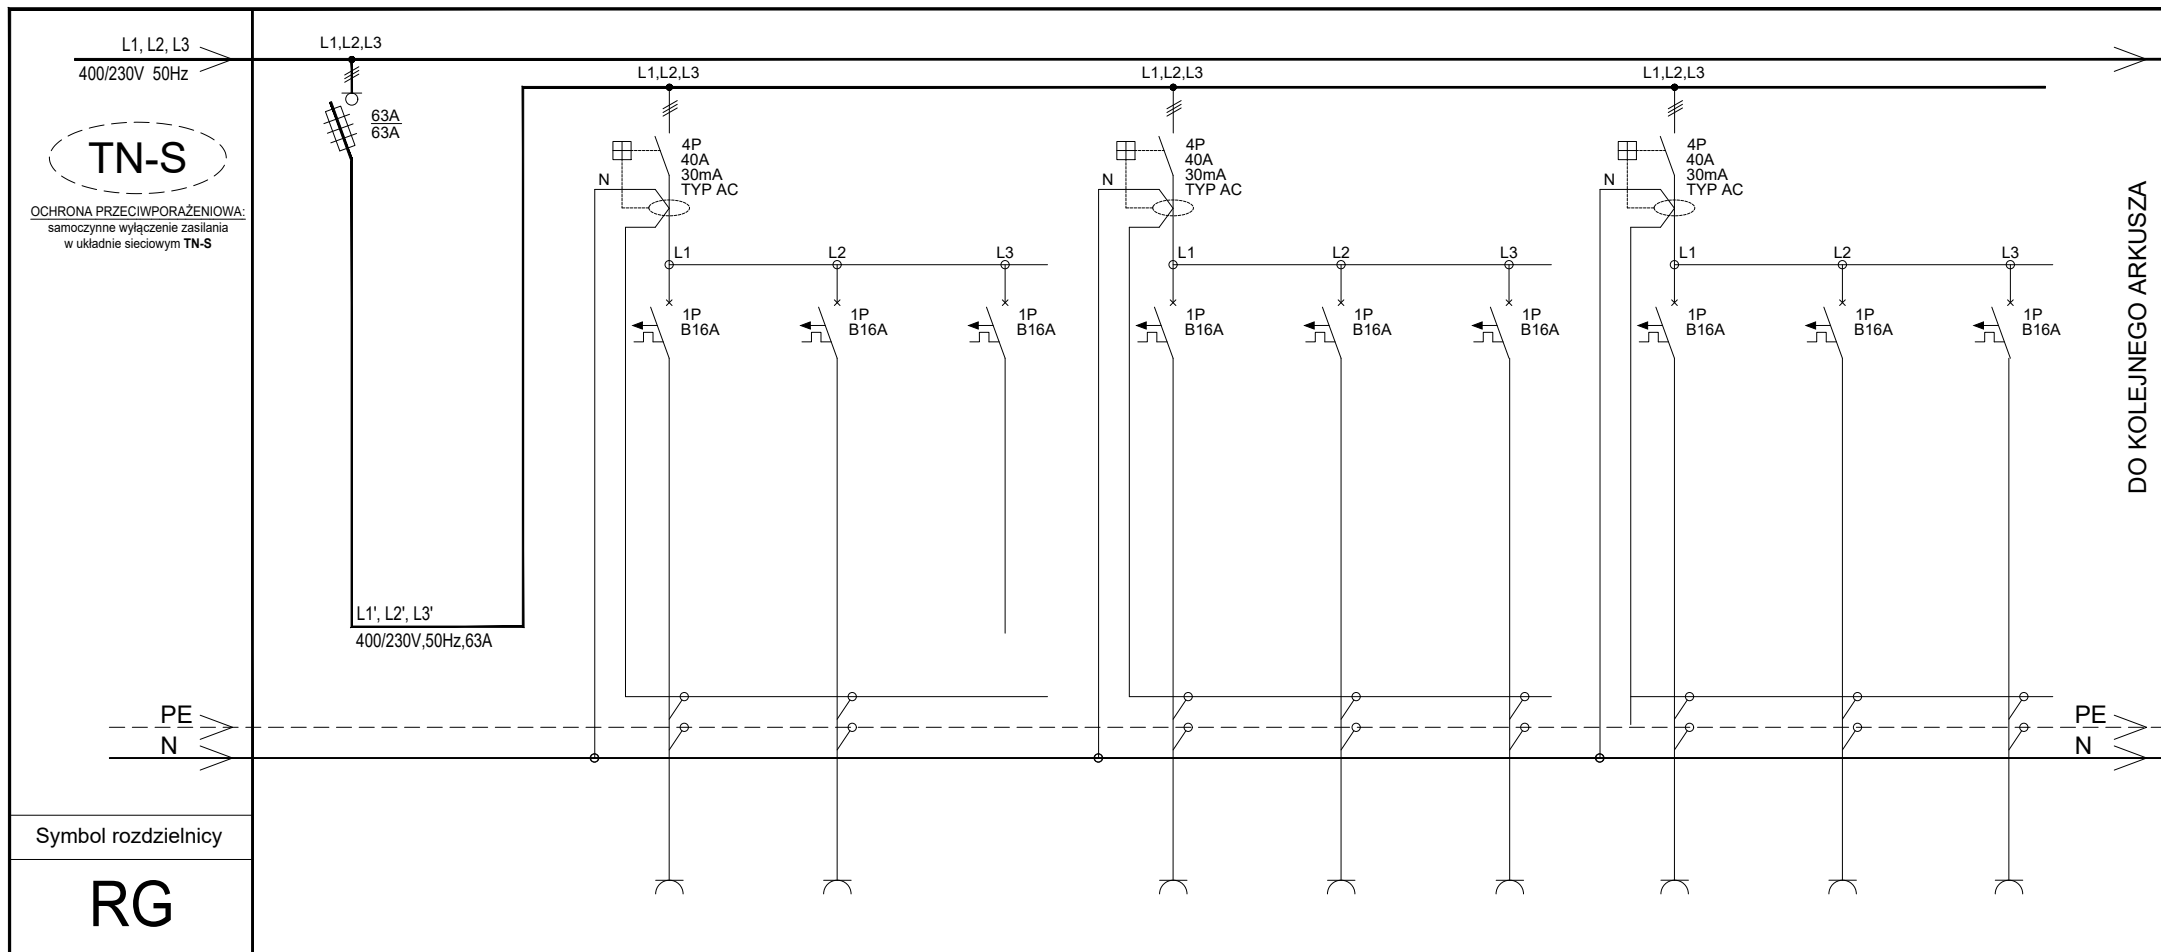 L1, L2, L3
400/230V 50Hz
TN-S
OCHRONA PRZECIWPORAŻENIOWA:
samoczynne wyłączenie zasilania
w układnie sieciowym TN-S
L1,L2,L3
63A
63A
L1', L2', L3'
400/230V,50Hz,63A
L1,L2,L3
4P
40A
30mA
TYP AC
N
L1
L2
L3
1P
B16A
1P
B16A
1P
B16A
L1,L2,L3
4P
40A
30mA
TYP AC
N
L1
L2
L3
1P
B16A
1P
B16A
1P
B16A
L1,L2,L3
4P
40A
30mA
TYP AC
N
L1
L2
L3
1P
B16A
1P
B16A
1P
B16A
DO KOLEJNEGO ARKUSZA
PE
N
PE
N
Symbol rozdzielnicy
RG